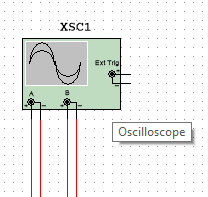 XSC1
Ext Trig
+
−
A
B
+ − + −
Oscilloscope